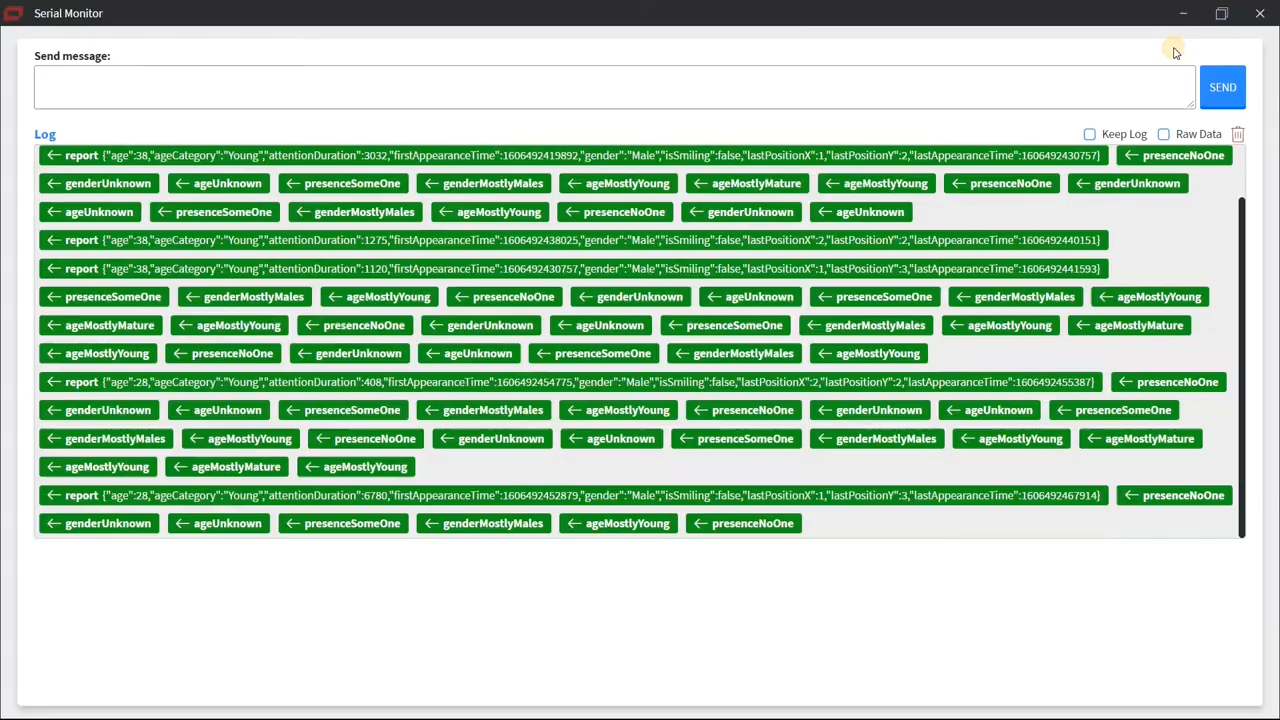 Serial Monitor
Send message:
SEND
Log Keep Log Raw Data
← report {"age":38,"ageCategory":"Young","attentionDuration":3032,"firstAppearanceTime":1606492419892,"gender":"Male","isSmiling":false,"lastPositionX":1,"lastPositionY":2,"lastAppearanceTime":1606492430757} ← presenceNoOne
← genderUnknown ← ageUnknown ← presenceSomeOne ← genderMostlyMales ← ageMostlyYoung ← ageMostlyMature ← ageMostlyYoung ← presenceNoOne ← genderUnknown
← ageUnknown ← presenceSomeOne ← genderMostlyMales ← ageMostlyYoung ← presenceNoOne ← genderUnknown ← ageUnknown
← report {"age":38,"ageCategory":"Young","attentionDuration":1275,"firstAppearanceTime":1606492438025,"gender":"Male","isSmiling":false,"lastPositionX":2,"lastPositionY":2,"lastAppearanceTime":1606492440151}
← report {"age":38,"ageCategory":"Young","attentionDuration":1120,"firstAppearanceTime":1606492430757,"gender":"Male","isSmiling":false,"lastPositionX":1,"lastPositionY":3,"lastAppearanceTime":1606492441593}
← presenceSomeOne ← genderMostlyMales ← ageMostlyYoung ← presenceNoOne ← genderUnknown ← ageUnknown ← presenceSomeOne ← genderMostlyMales ← ageMostlyYoung
← ageMostlyMature ← ageMostlyYoung ← presenceNoOne ← genderUnknown ← ageUnknown ← presenceSomeOne ← genderMostlyMales ← ageMostlyYoung ← ageMostlyMature
← ageMostlyYoung ← presenceNoOne ← genderUnknown ← ageUnknown ← presenceSomeOne ← genderMostlyMales ← ageMostlyYoung
← report {"age":28,"ageCategory":"Young","attentionDuration":408,"firstAppearanceTime":1606492454775,"gender":"Male","isSmiling":false,"lastPositionX":2,"lastPositionY":2,"lastAppearanceTime":1606492455387} ← presenceNoOne
← genderUnknown ← ageUnknown ← presenceSomeOne ← genderMostlyMales ← ageMostlyYoung ← presenceNoOne ← genderUnknown ← ageUnknown ← presenceSomeOne
← genderMostlyMales ← ageMostlyYoung ← presenceNoOne ← genderUnknown ← ageUnknown ← presenceSomeOne ← genderMostlyMales ← ageMostlyYoung ← ageMostlyMature
← ageMostlyYoung ← ageMostlyMature ← ageMostlyYoung
← report {"age":28,"ageCategory":"Young","attentionDuration":6780,"firstAppearanceTime":1606492452879,"gender":"Male","isSmiling":false,"lastPositionX":1,"lastPositionY":3,"lastAppearanceTime":1606492467914} ← presenceNoOne
← genderUnknown ← ageUnknown ← presenceSomeOne ← genderMostlyMales ← ageMostlyYoung ← presenceNoOne